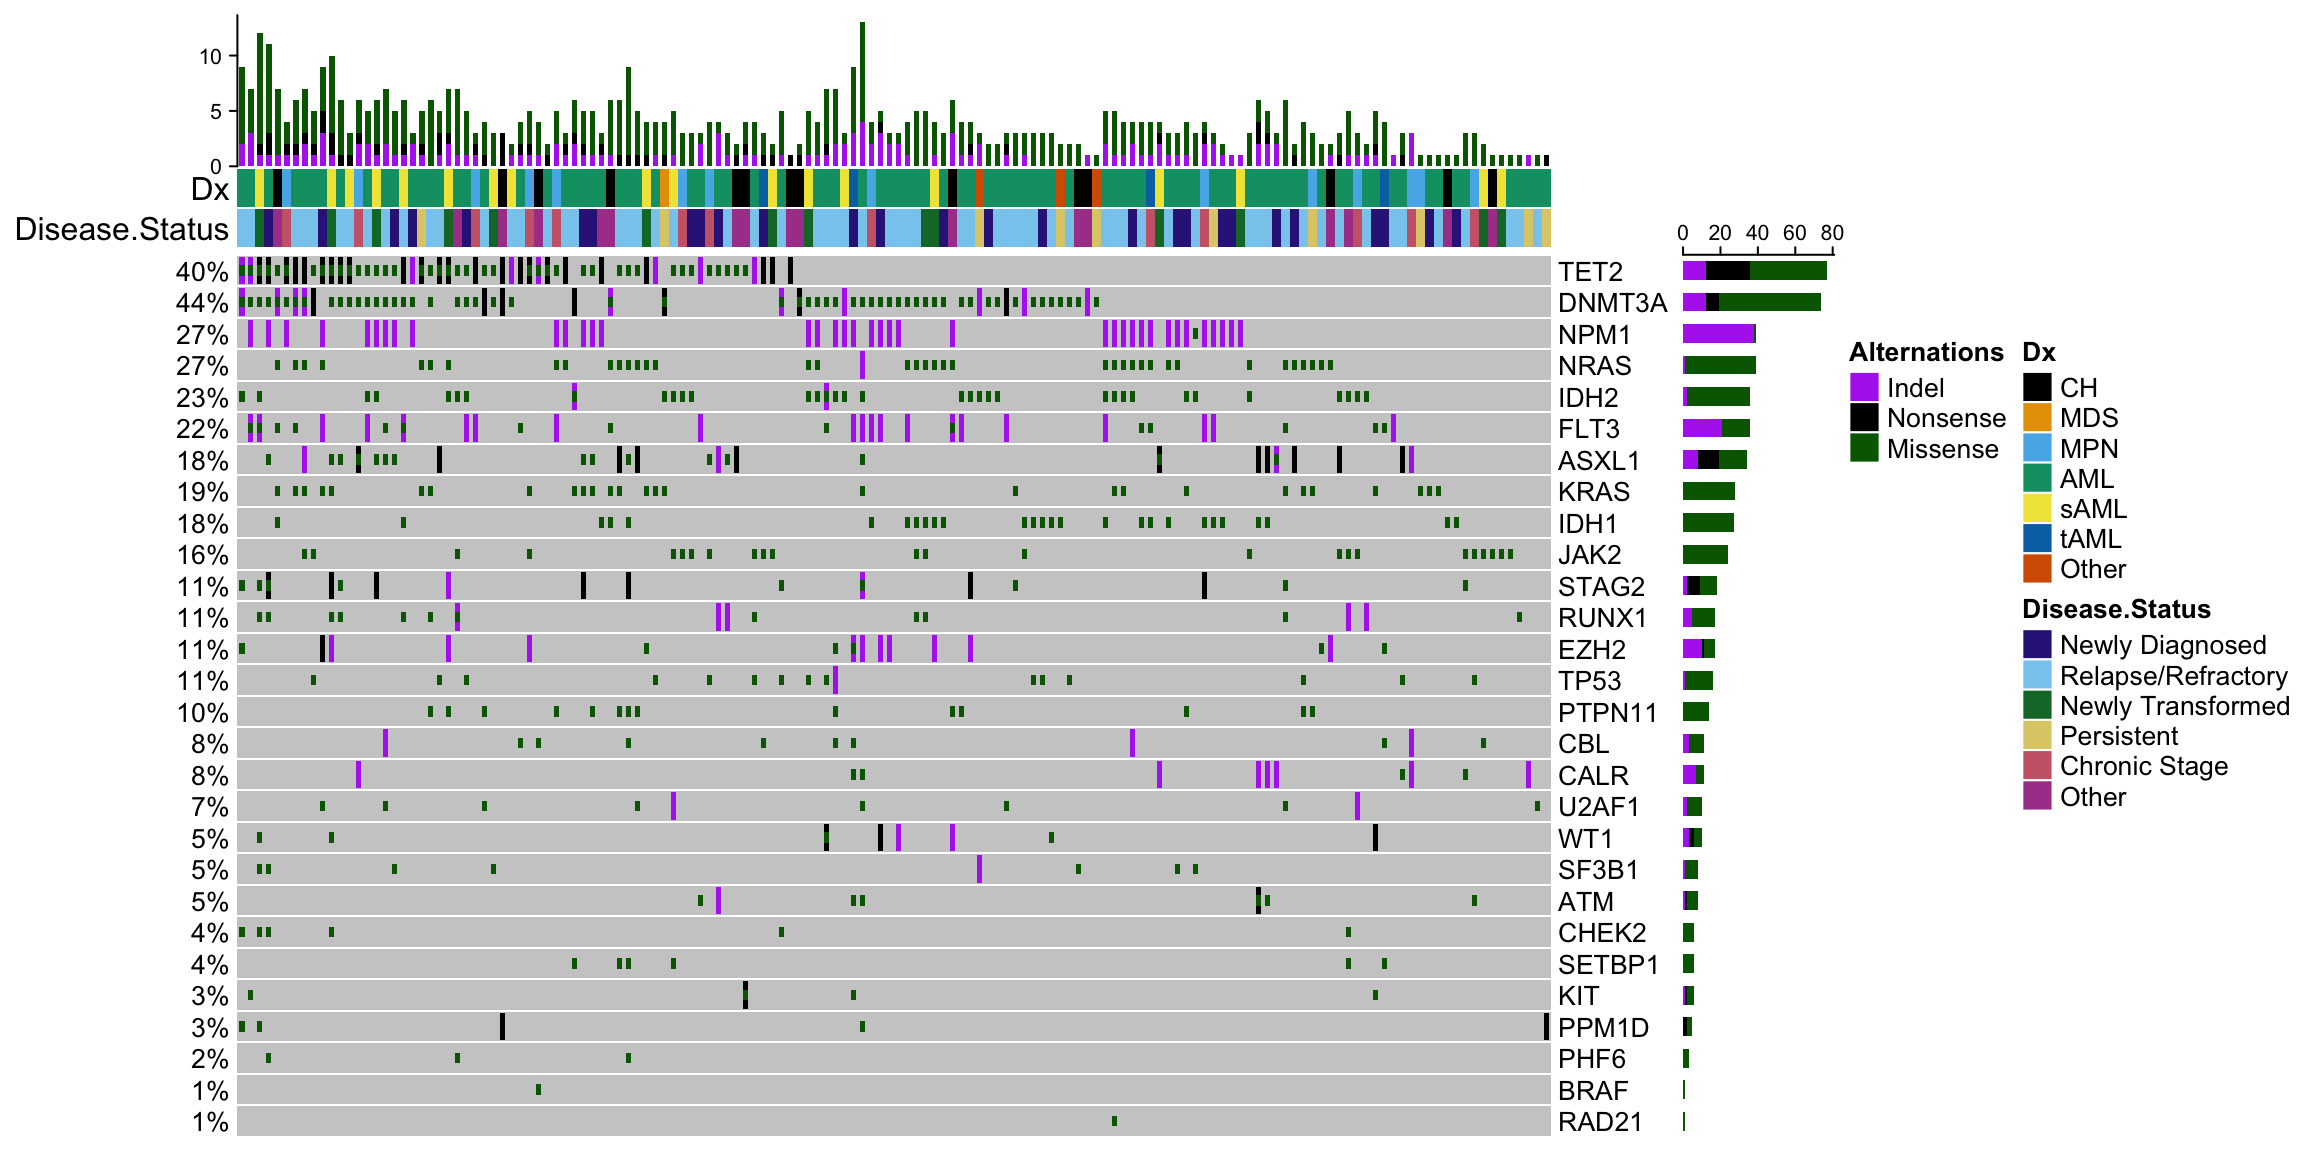 10
5
0
Dx
Disease.Status
0 20 40 60 80
40% TET2
44% DNMT3A
27% NPM1
27% NRAS
23% IDH2
22% FLT3
18% ASXL1
19% KRAS
18% IDH1
16% JAK2
11% STAG2
11% RUNX1
11% EZH2
11% TP53
10% PTPN11
8% CBL
8% CALR
7% U2AF1
5% WT1
5% SF3B1
5% ATM
4% CHEK2
4% SETBP1
3% KIT
3% PPM1D
2% PHF6
1% BRAF
1% RAD21
Alternations
Indel
Nonsense
Missense
Dx
CH
MDS
MPN
AML
sAML
tAML
Other
Disease.Status
Newly Diagnosed
Relapse/Refractory
Newly Transformed
Persistent
Chronic Stage
Other